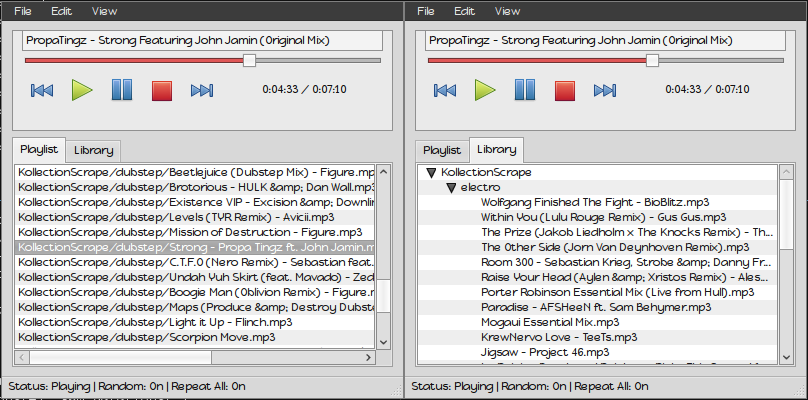 File Edit View
PropaTingz - Strong Featuring John Jamin (Original Mix)
0:04:33 / 0:07:10
Playlist Library
KollectionScrape/dubstep/Beetlejuice (Dubstep Mix) - Figure.mp
KollectionScrape/dubstep/Brotorious - HULK &amp; Dan Wall.mp3
KollectionScrape/dubstep/Existence VIP - Excision &amp; Downlin
KollectionScrape/dubstep/Levels (TVR Remix) - Avicii.mp3
KollectionScrape/dubstep/Mission of Destruction - Figure.mp3
KollectionScrape/dubstep/Strong - Propa Tingz ft. John Jamin.m
KollectionScrape/dubstep/C.T.F.O (Nero Remix) - Sebastian feat.
KollectionScrape/dubstep/Undah Yuh Skirt (feat. Mavado) - Zed
KollectionScrape/dubstep/Boogie Man (Oblivion Remix) - Figure.r
KollectionScrape/dubstep/Maps (Produce &amp; Destroy Dubste
KollectionScrape/dubstep/Light it Up - Flinch.mp3
KollectionScrape/dubstep/Scorpion Move.mp3
Status: Playing | Random: On | Repeat All: On
File Edit View
PropaTingz - Strong Featuring John Jamin (Original Mix)
0:04:33 / 0:07:10
Playlist Library
KollectionScrape
electro
Wolfgang Finished The Fight - BioBlitz.mp3
Within You (Lulu Rouge Remix) - Gus Gus.mp3
The Prize (Jakob Liedholm x The Knocks Remix) - Th...
The Other Side (Jorn Van Deynhoven Remix).mp3
Room 300 - Sebastian Krieg, Strobe &amp; Danny Fr...
Raise Your Head (Aylen &amp; Xristos Remix) - Ales...
Porter Robinson Essential Mix (Live from Hull).mp3
Paradise - AFSHeeN ft. Sam Behymer.mp3
Mogaui Essential Mix.mp3
KrewNervo Love - TeeTs.mp3
Jigsaw - Project 46.mp3
Status: Playing | Random: On | Repeat All: On